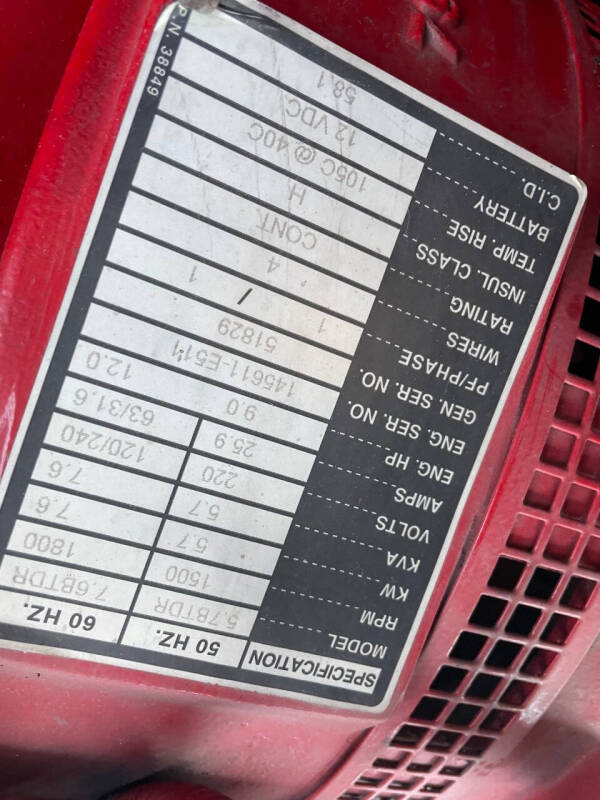 SPECIFICATION 50 HZ. 60 HZ.
MODEL 5.7BTDR 7.6BTDR
RPM 1500 1800
KW 5.7 7.6
KVA 5.7 7.6
VOLTS 220 120/240
AMPS 25.9 63/31.6
ENG. HP 9.0 12.0
ENG. SER. NO. 145611-E511
GEN. SER. NO. 51829
PF/PHASE 1 / 1
WIRES 4
RATING CONT.
INSUL. CLASS H
TEMP. RISE 105C @ 40C
BATTERY 12 VDC
C.I.D. 58.1
P.N. 36849